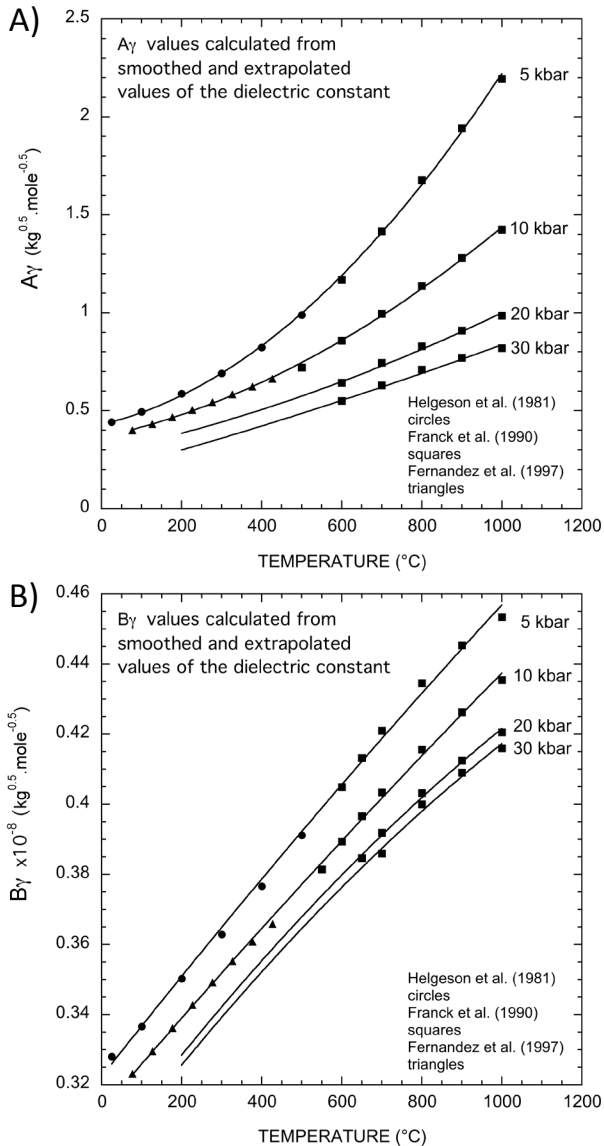 A)
2.5
2
1.5
1
0.5
0
Aγ (kg0.5.mole-0.5)
Aγ values calculated from
smoothed and extrapolated
values of the dielectric constant
5 kbar
10 kbar
20 kbar
30 kbar
Helgeson et al. (1981)
circles
Franck et al. (1990)
squares
Fernandez et al. (1997)
triangles
0 200 400 600 800 1000 1200
TEMPERATURE (°C)
B)
0.46
0.44
0.42
0.4
0.38
0.36
0.34
0.32
Bγ x10-8 (kg0.5.mole-0.5)
Bγ values calculated from
smoothed and extrapolated
values of the dielectric constant
5 kbar
10 kbar
20 kbar
30 kbar
Helgeson et al. (1981)
circles
Franck et al. (1990)
squares
Fernandez et al. (1997)
triangles
0 200 400 600 800 1000 1200
TEMPERATURE (°C)